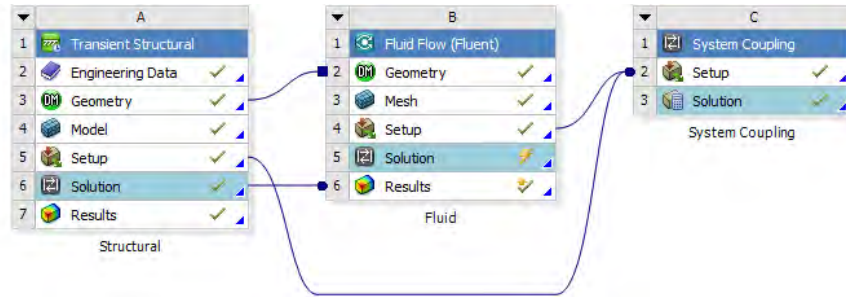 A
1 Transient Structural
2 Engineering Data
3 DM Geometry
4 Model
5 Setup
6 Solution
7 Results
Structural
B
1 Fluid Flow (Fluent)
2 DM Geometry
3 Mesh
4 Setup
5 Solution
6 Results
Fluid
C
1 System Coupling
2 Setup
3 Solution
System Coupling